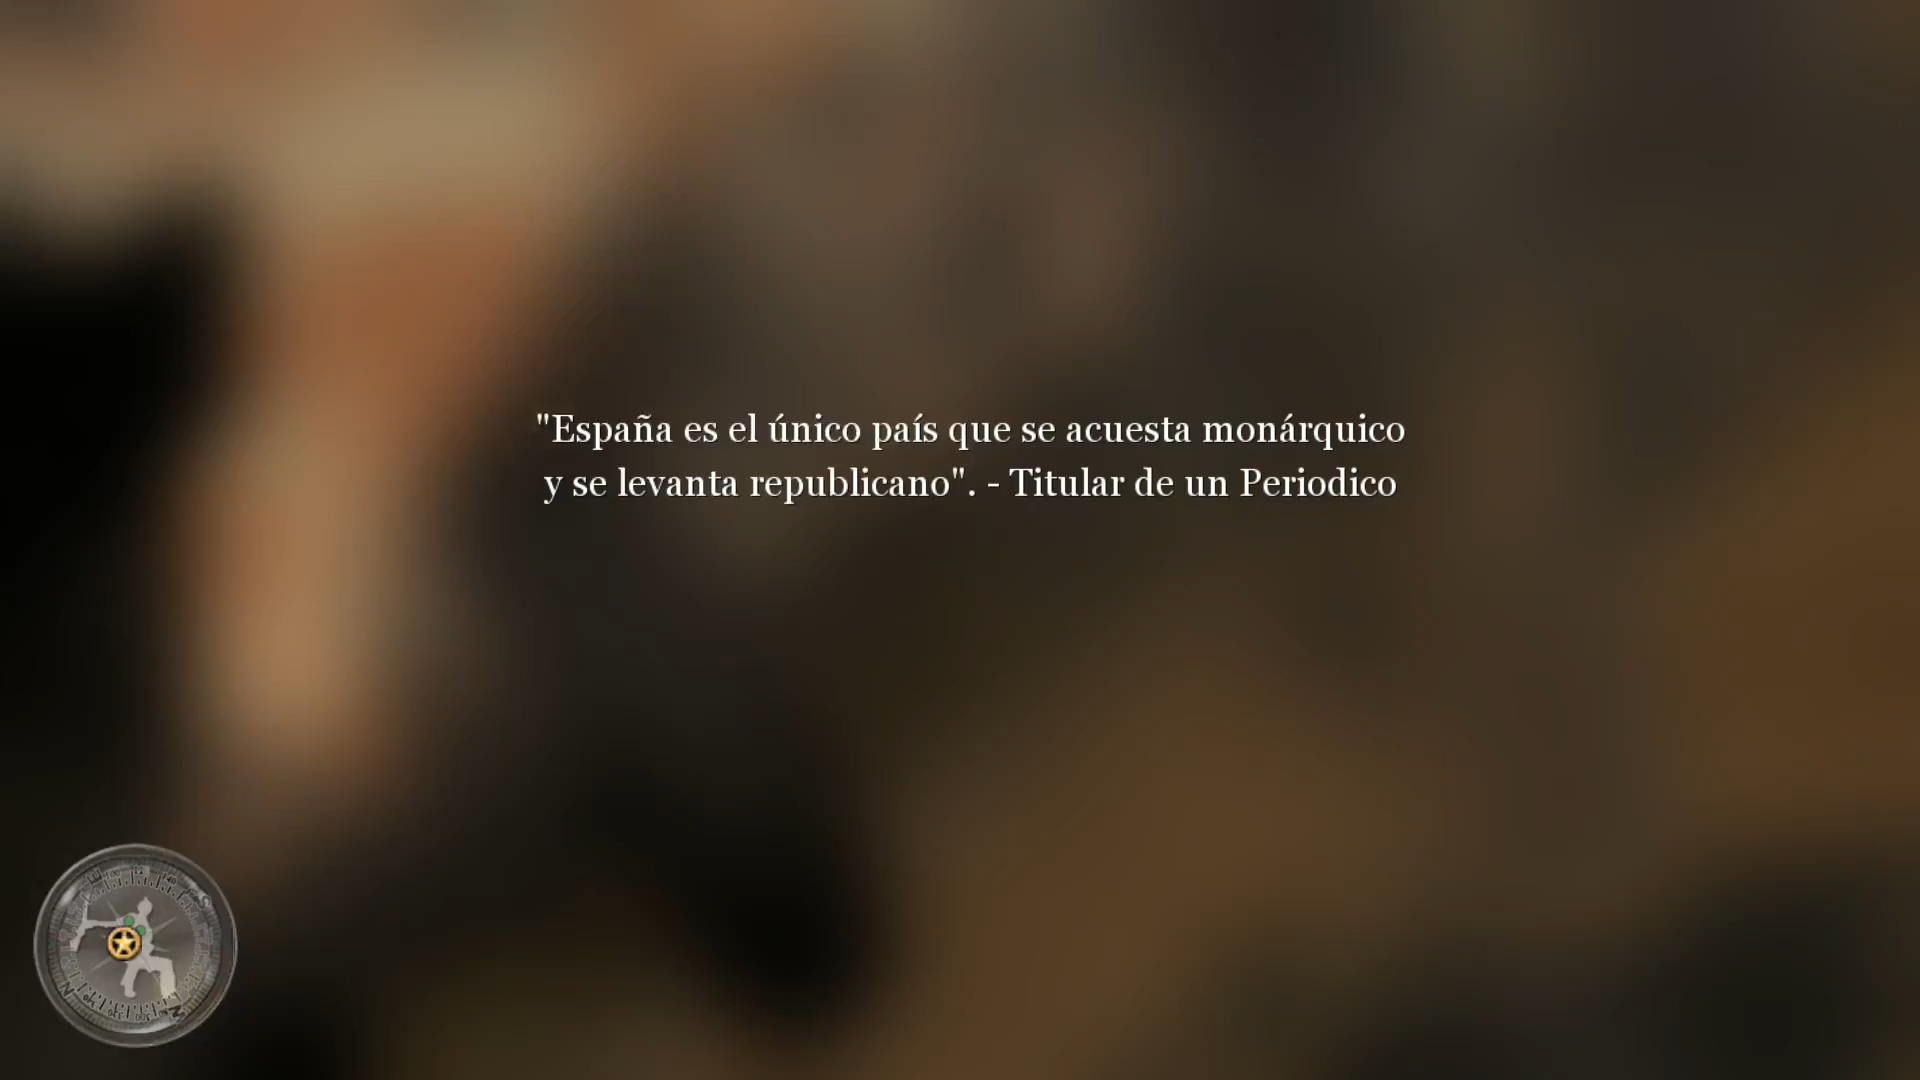 "España es el único país que se acuesta monárquico
y se levanta republicano". - Titular de un Periodico